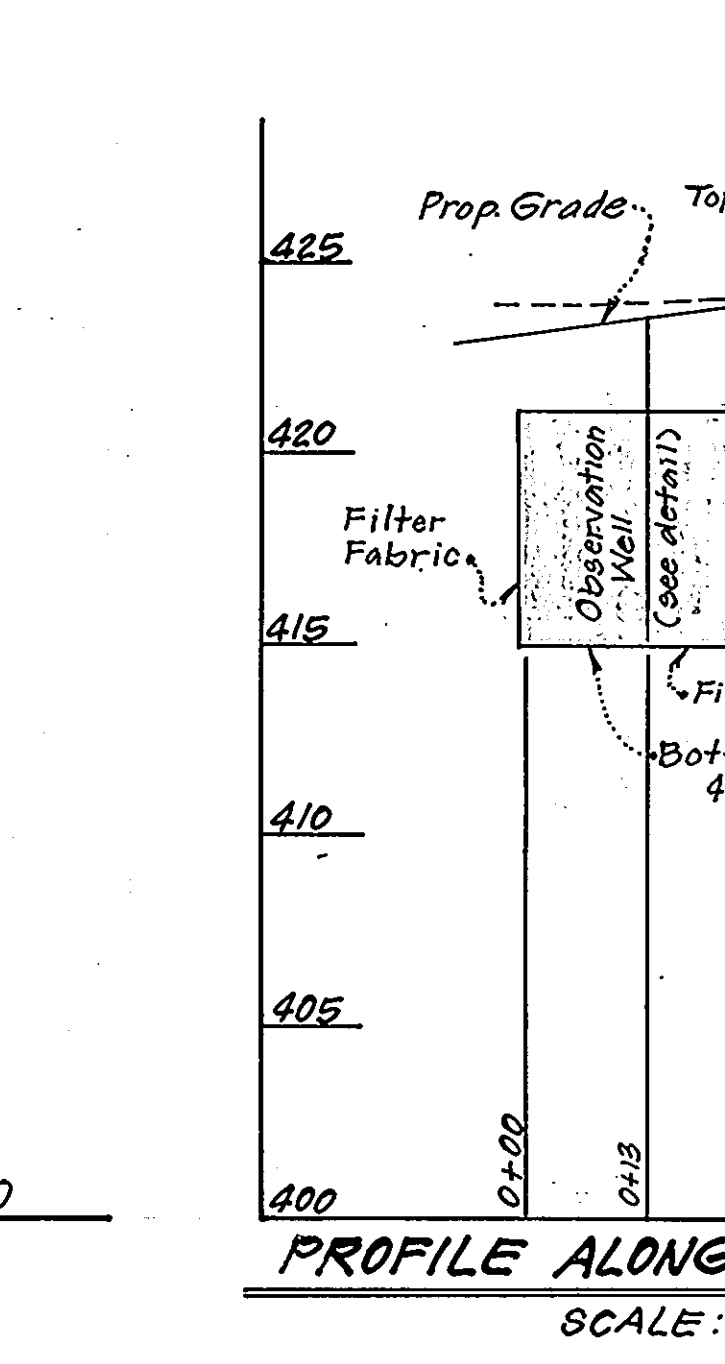 Prop. Grade
425
420
Filter
Fabric
Observation
Well
(see detail)
415
410
405
0+00
0+13
400
PROFILE ALONG
SCALE: